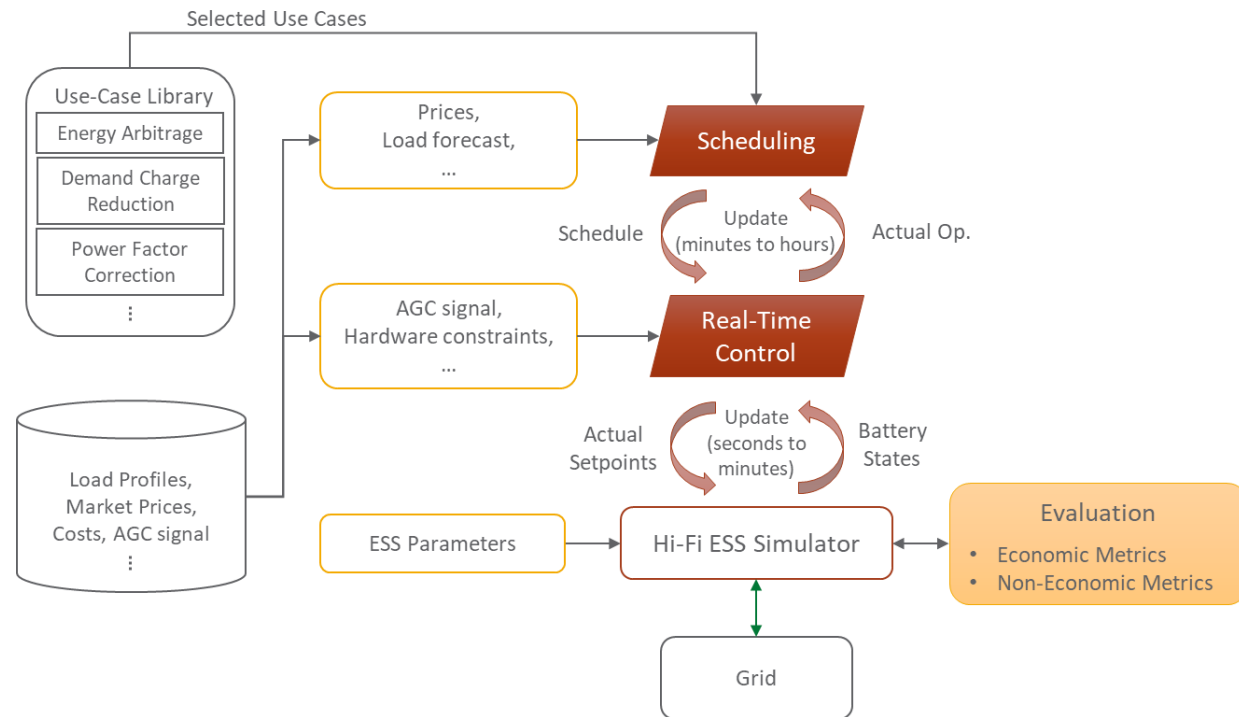 Selected Use Cases
Use-Case Library
Energy Arbitrage
Demand Charge
Reduction
Power Factor
Correction
⋮
Prices,
Load forecast,
...
Scheduling
Schedule
Update
(minutes to hours)
Actual Op.
AGC signal,
Hardware constraints,
...
Real-Time
Control
Load Profiles,
Market Prices,
Costs, AGC signal
⋮
Actual
Setpoints
Update
(seconds to
minutes)
Battery
States
ESS Parameters
Hi-Fi ESS Simulator
Evaluation
• Economic Metrics
• Non-Economic Metrics
Grid